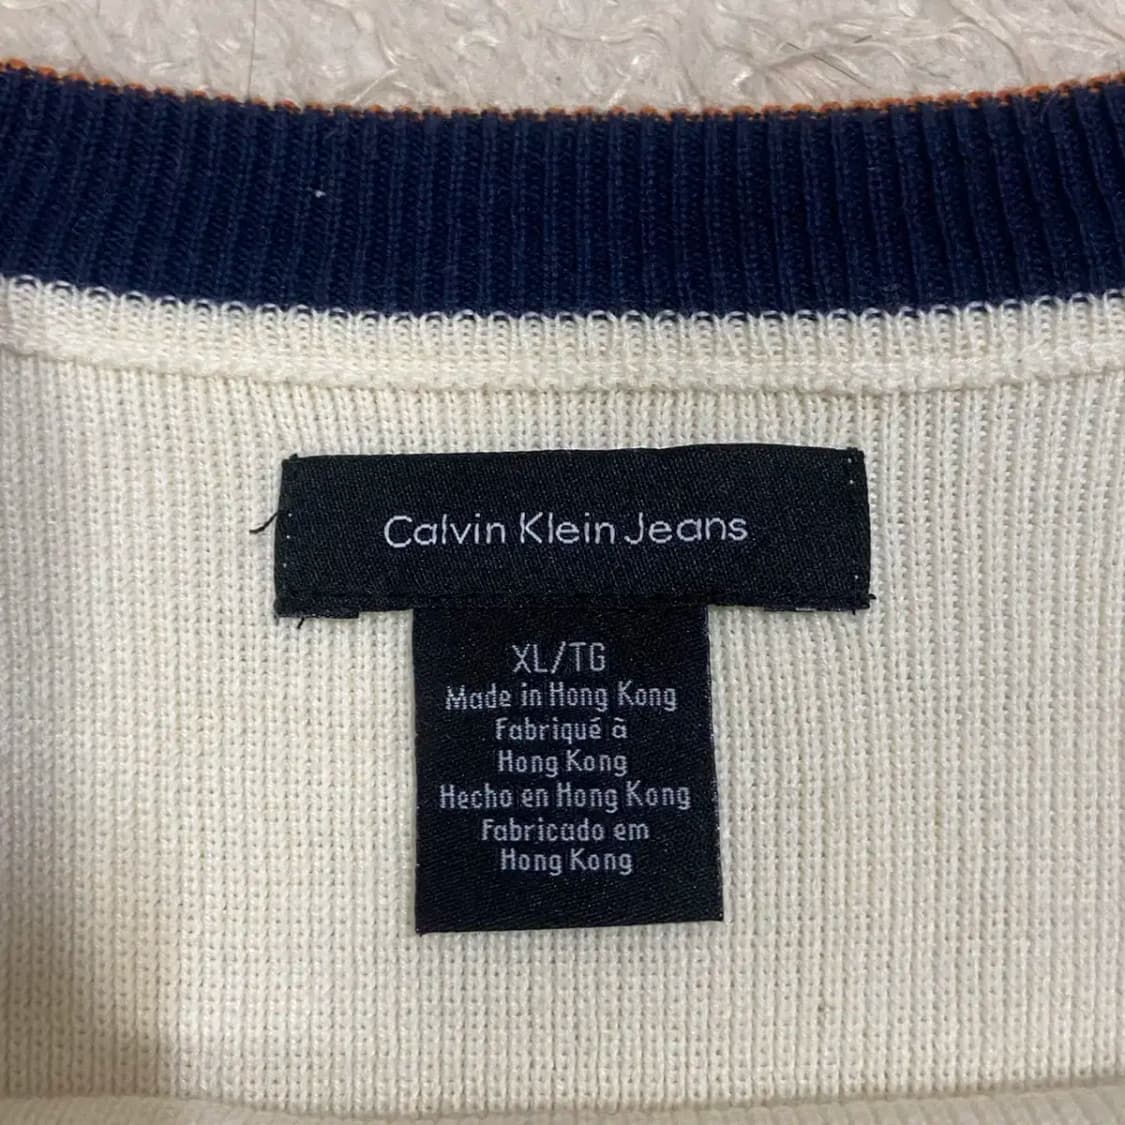 Calvin Klein Jeans
XL/TG
Made in Hong Kong
Fabriqué à
Hong Kong
Hecho en Hong Kong
Fabricado em
Hong Kong